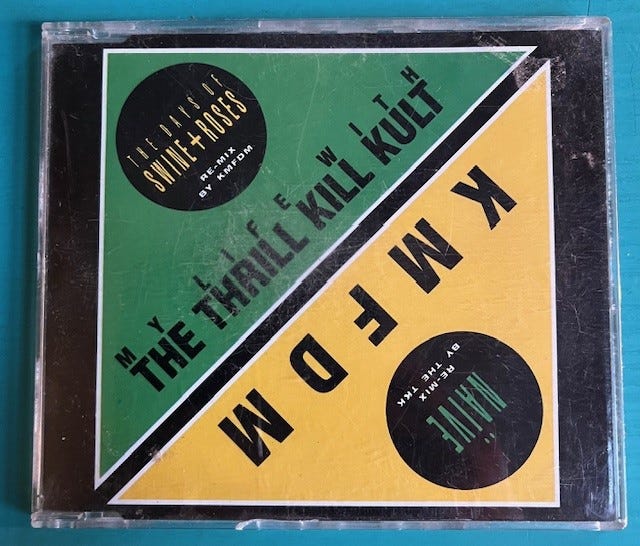 THE DAYS OF
SWINE + ROSES
RE-MIX
BY KMFDM
MY LIFE WITH
THE THRILL KILL KULT
KMFDM
NAÏVE
RE-MIX
BY THE TKK